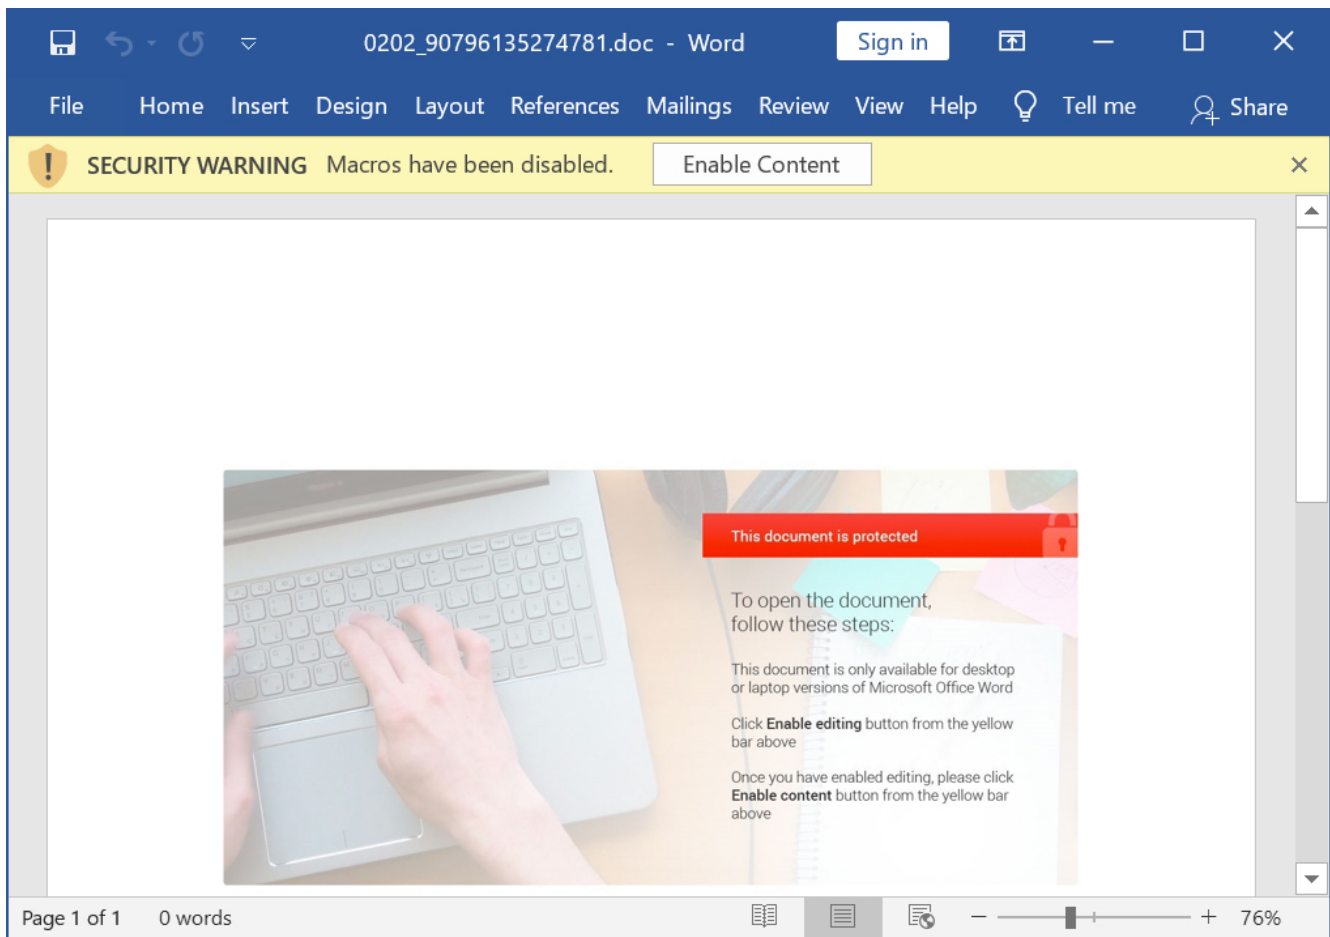 0202_90796135274781.doc - Word Sign in
File Home Insert Design Layout References Mailings Review View Help Tell me Share
SECURITY WARNING Macros have been disabled. Enable Content
This document is protected
To open the document,
follow these steps:
This document is only available for desktop
or laptop versions of Microsoft Office Word
Click Enable editing button from the yellow
bar above
Once you have enabled editing, please click
Enable content button from the yellow bar
above
Page 1 of 1 0 words 76%